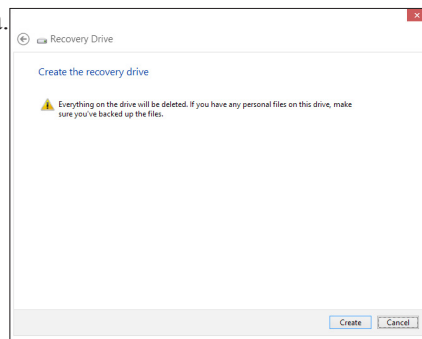 Recovery Drive
Create the recovery drive
Everything on the drive will be deleted. If you have any personal files on this drive, make
sure you've backed up the files.
Create Cancel